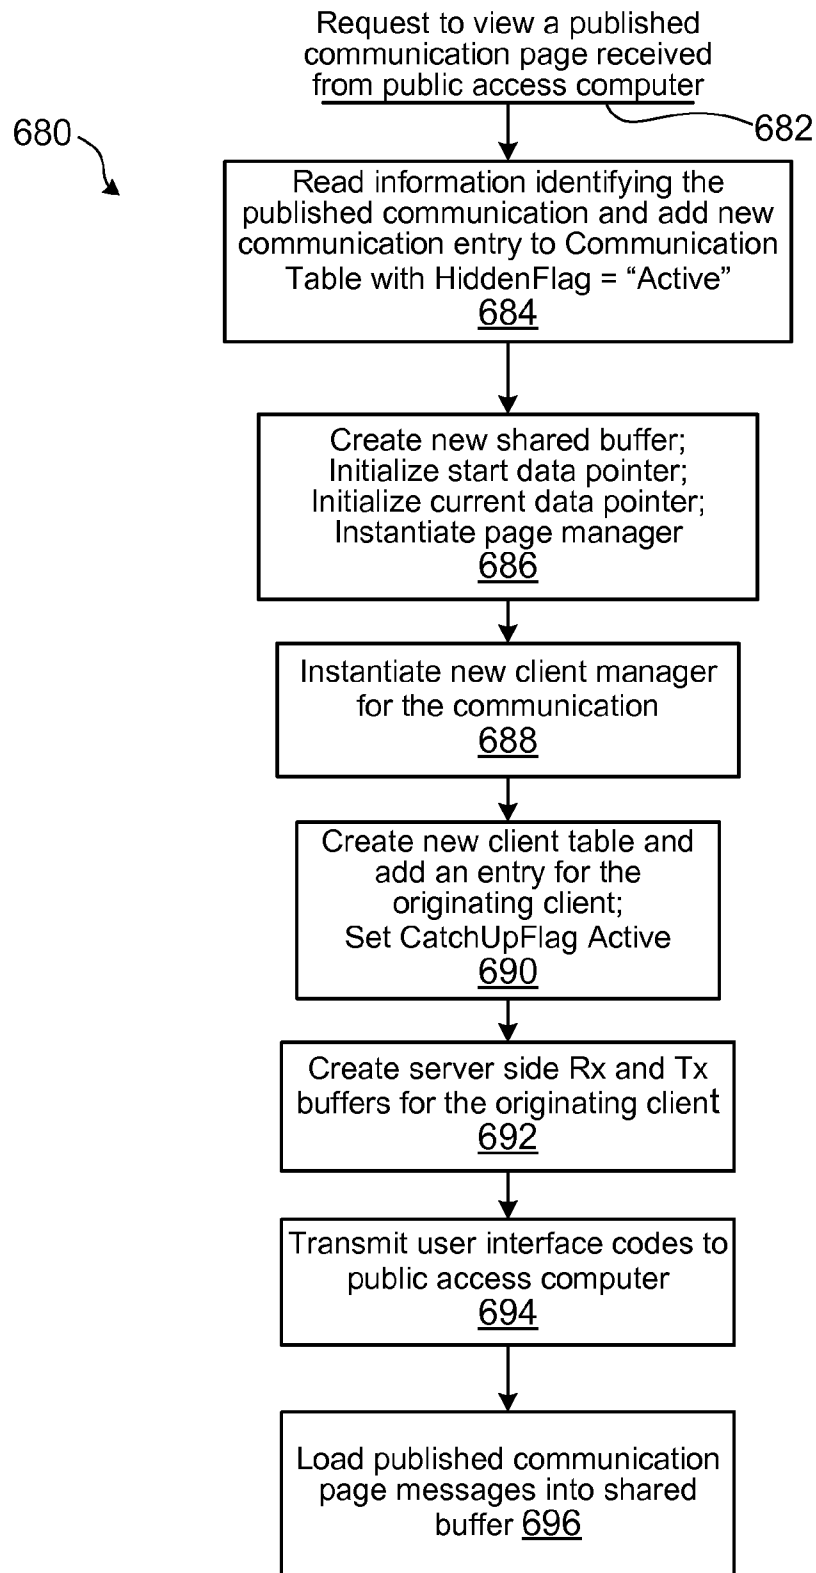 Request to view a published
communication page received
from public access computer
682
680
Read information identifying the
published communication and add new
communication entry to Communication
Table with HiddenFlag = “Active”
684
Create new shared buffer;
Initialize start data pointer;
Initialize current data pointer;
Instantiate page manager
686
Instantiate new client manager
for the communication
688
Create new client table and
add an entry for the
originating client;
Set CatchUpFlag Active
690
Create server side Rx and Tx
buffers for the originating client
692
Transmit user interface codes to
public access computer
694
Load published communication
page messages into shared
buffer 696